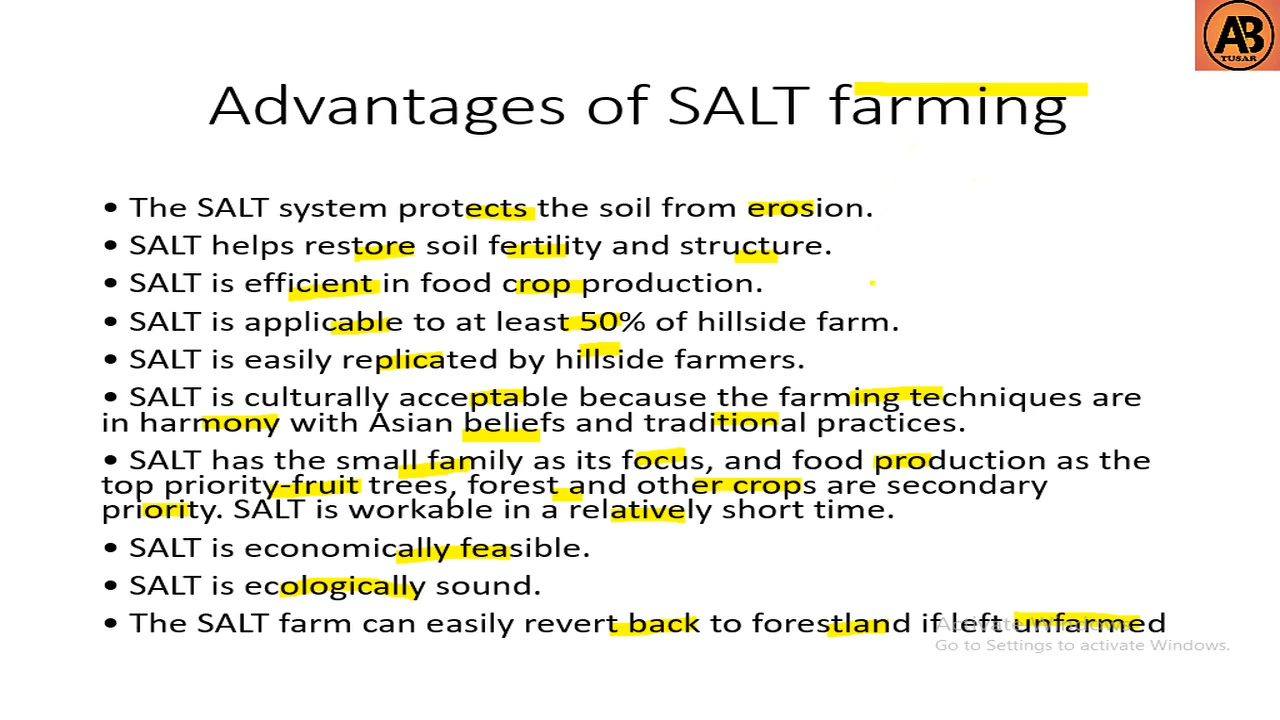 AB
TUSAR
Advantages of SALT farming
• The SALT system protects the soil from erosion.
• SALT helps restore soil fertility and structure.
• SALT is efficient in food crop production.
• SALT is applicable to at least 50% of hillside farm.
• SALT is easily replicated by hillside farmers.
• SALT is culturally acceptable because the farming techniques are
in harmony with Asian beliefs and traditional practices.
• SALT has the small family as its focus, and food production as the
top priority-fruit trees, forest and other crops are secondary
priority. SALT is workable in a relatively short time.
• SALT is economically feasible.
• SALT is ecologically sound.
• The SALT farm can easily revert back to forestland if left unfarmed
Activate Windows
Go to Settings to activate Windows.